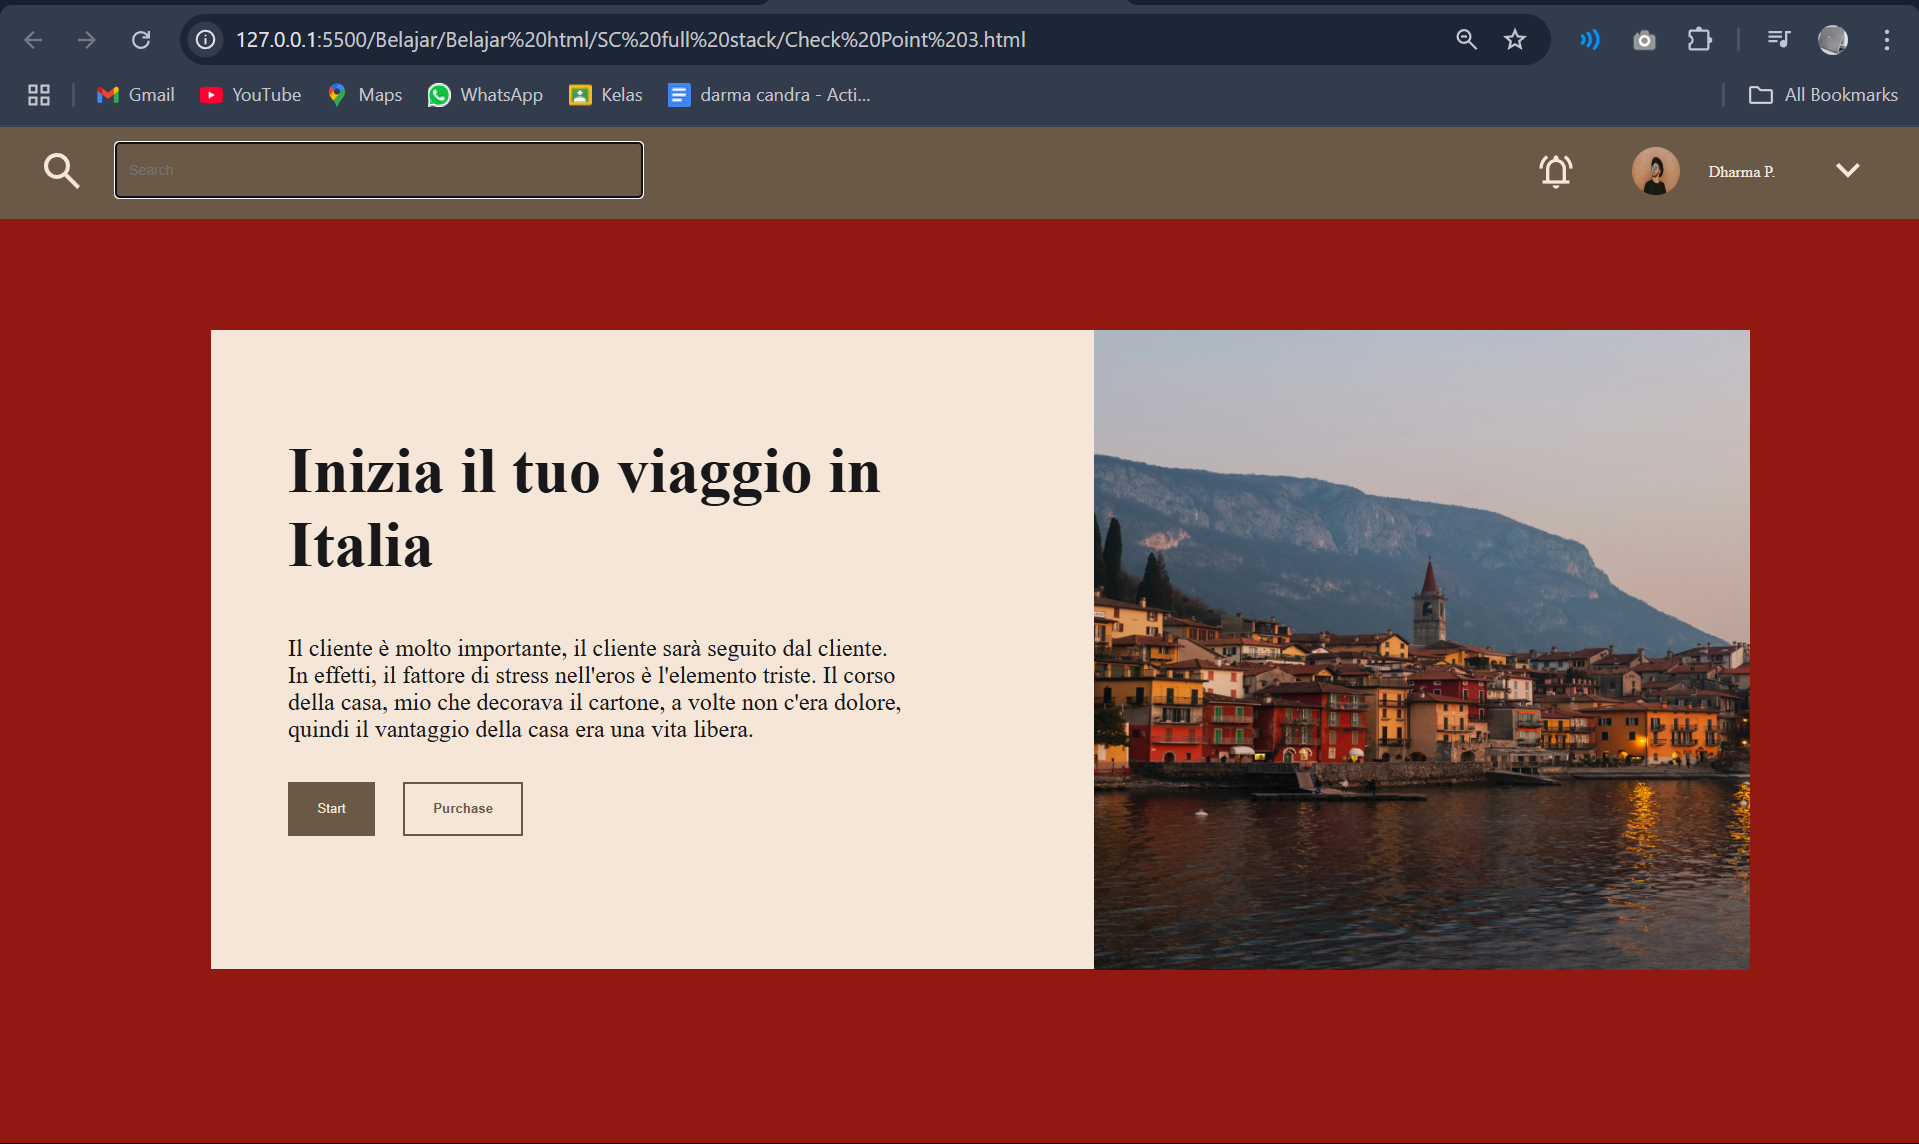 127.0.0.1:5500/Belajar/Belajar%20html/SC%20full%20stack/Check%20Point%203.html
Gmail
YouTube
Maps
WhatsApp
Kelas
darma candra - Acti...
All Bookmarks
Search
Dharma P.
Inizia il tuo viaggio in
Italia
Il cliente è molto importante, il cliente sarà seguito dal cliente.
In effetti, il fattore di stress nell'eros è l'elemento triste. Il corso
della casa, mio che decorava il cartone, a volte non c'era dolore,
quindi il vantaggio della casa era una vita libera.
Start
Purchase